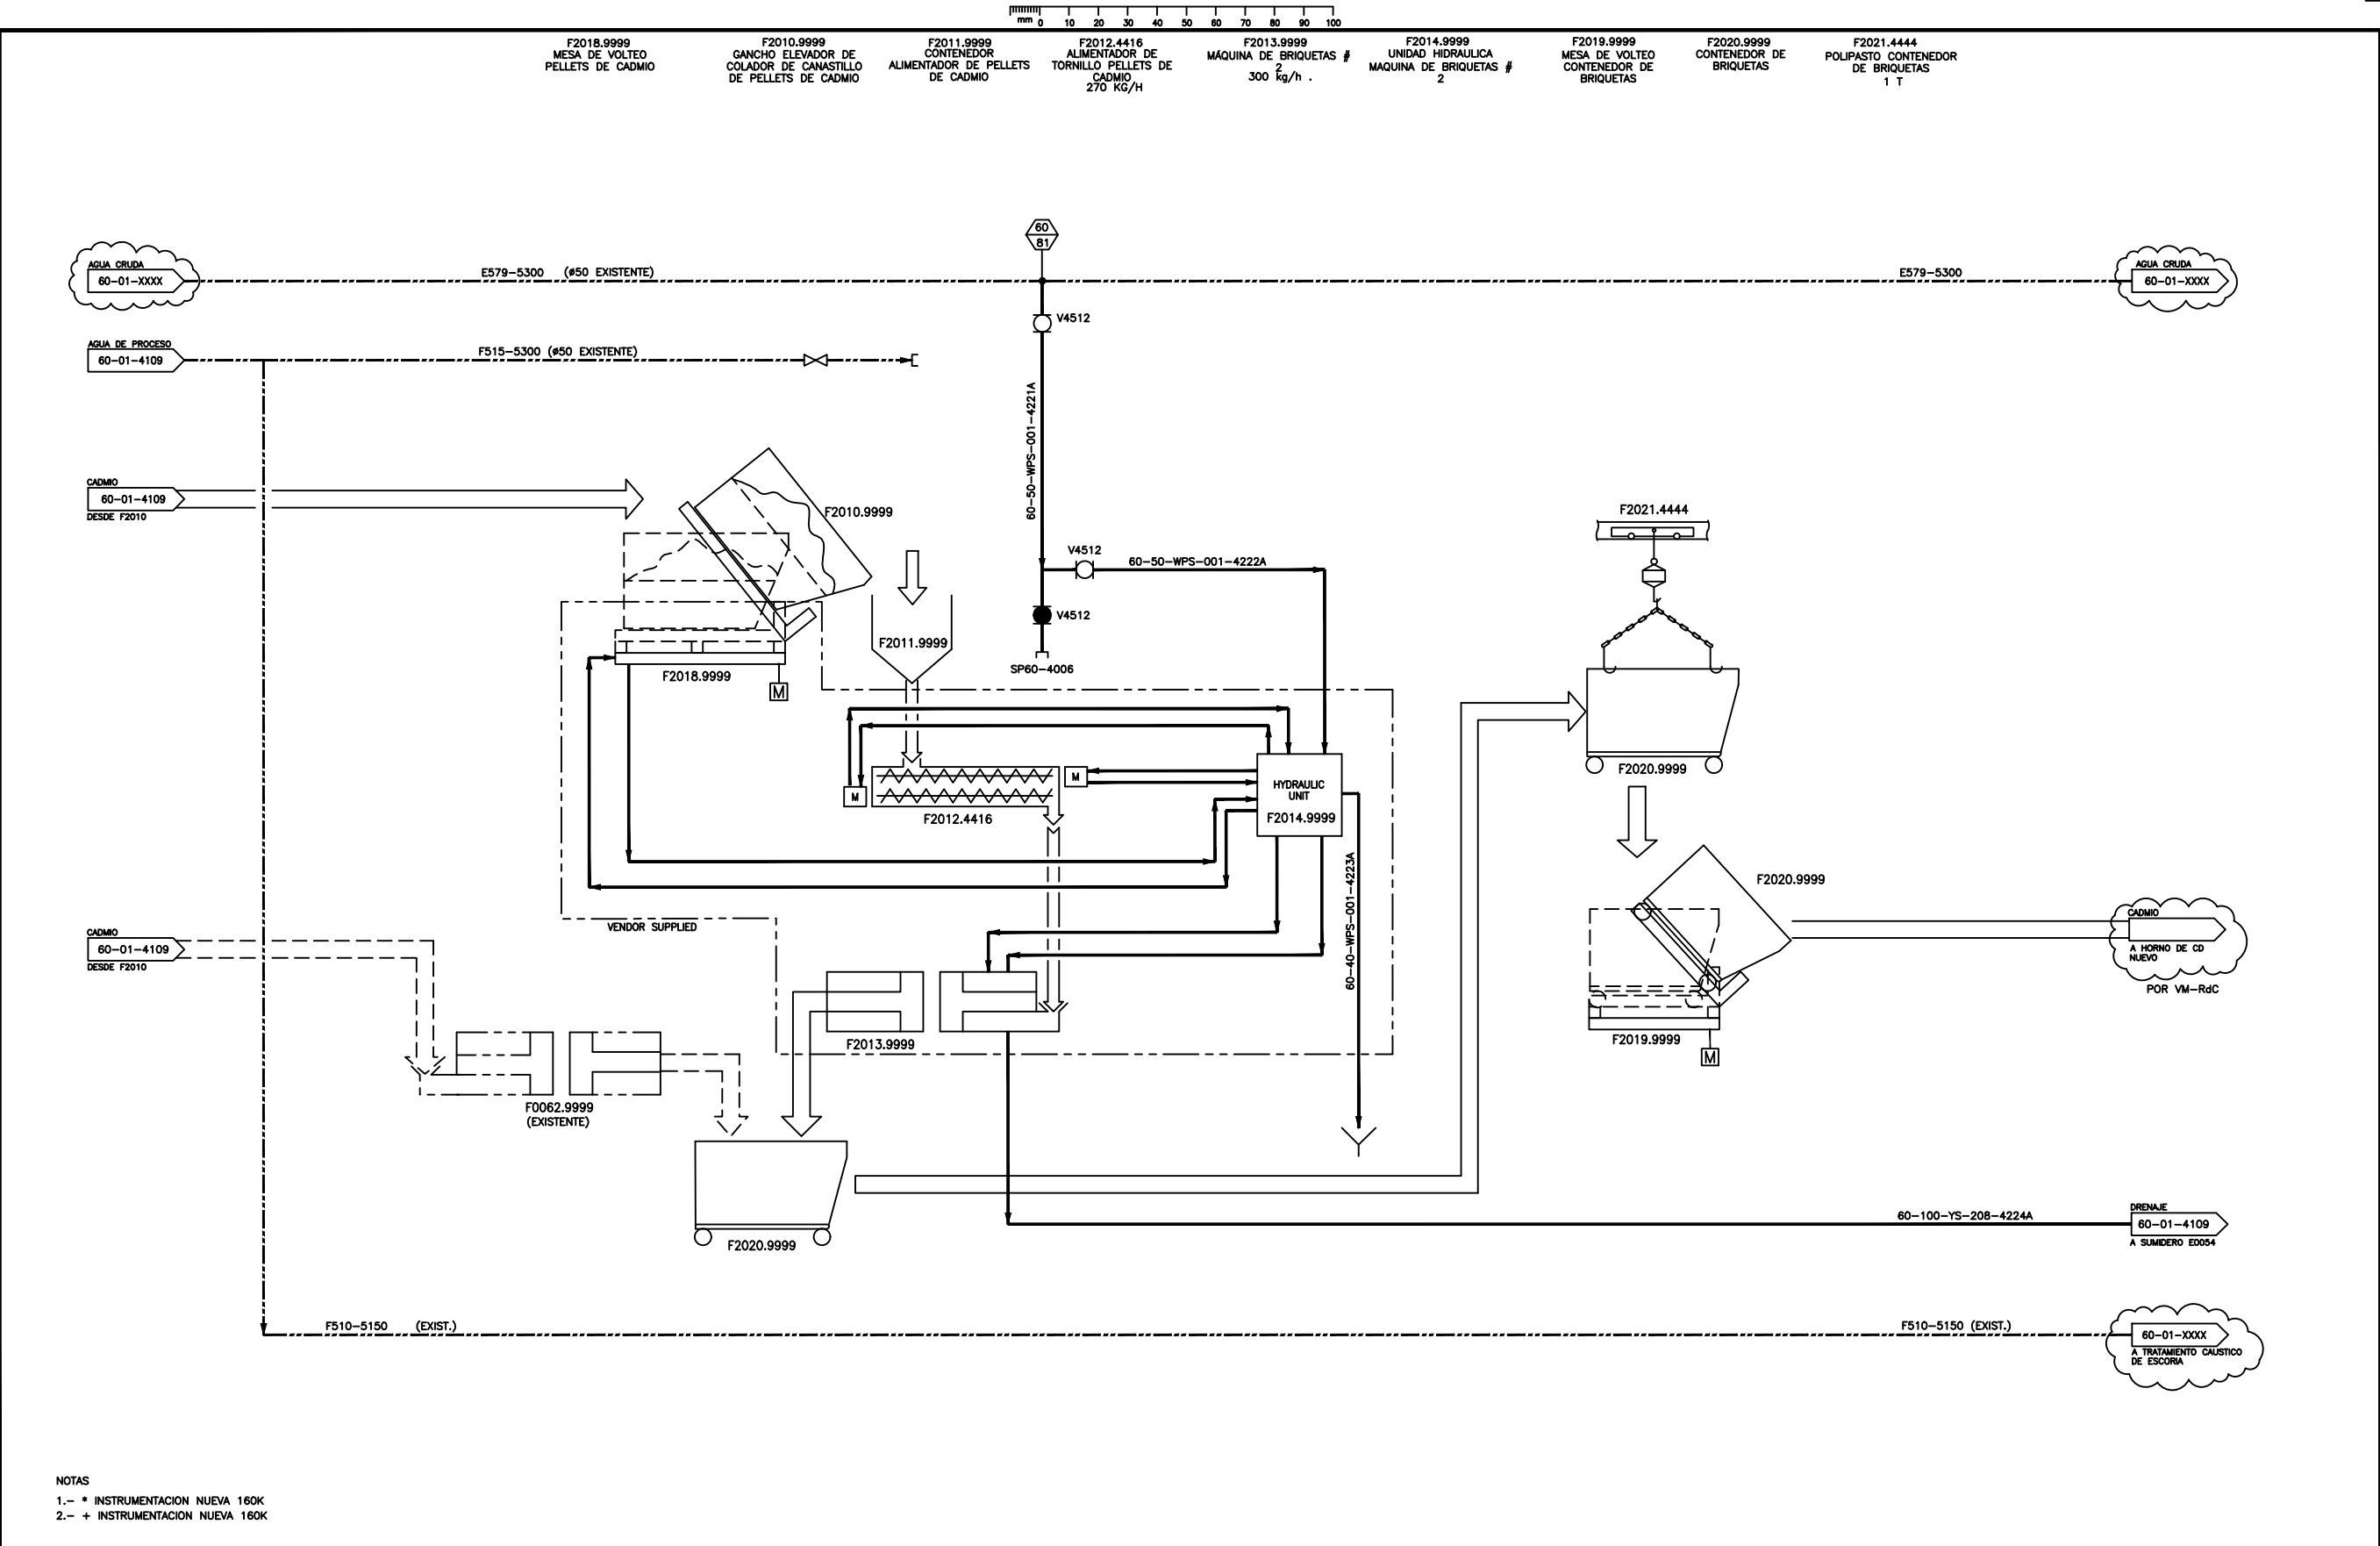 mm 0 10 20 30 40 50 60 70 80 90 100
F2018.9999
MESA DE VOLTEO
PELLETS DE CADMIO
F2010.9999
GANCHO ELEVADOR DE
COLADOR DE CANASTILLO
DE PELLETS DE CADMIO
F2011.9999
CONTENEDOR
ALIMENTADOR DE PELLETS
DE CADMIO
F2012.4416
ALIMENTADOR DE
TORNILLO PELLETS DE
CADMIO
270 KG/H
F2013.9999
MÁQUINA DE BRIQUETAS #
2
300 kg/h .
F2014.9999
UNIDAD HIDRAULICA
MAQUINA DE BRIQUETAS #
2
F2019.9999
MESA DE VOLTEO
CONTENEDOR DE
BRIQUETAS
F2020.9999
CONTENEDOR DE
BRIQUETAS
F2021.4444
POLIPASTO CONTENEDOR
DE BRIQUETAS
1 T
60
81
AGUA CRUDA
60-01-XXXX
E579-5300 (ø50 EXISTENTE)
E579-5300
AGUA CRUDA
60-01-XXXX
V4512
AGUA DE PROCESO
60-01-4109
F515-5300 (ø50 EXISTENTE)
60-50-WPS-001-4221A
CADMIO
60-01-4109
DESDE F2010
F2010.9999
F2021.4444
V4512
60-50-WPS-001-4222A
V4512
F2011.9999
SP60-4006
F2018.9999
M
F2020.9999
M
M
HYDRAULIC
UNIT
F2014.9999
F2012.4416
60-40-WPS-001-4223A
F2020.9999
VENDOR SUPPLIED
CADMIO
60-01-4109
DESDE F2010
CADMIO
A HORNO DE CD
NUEVO
POR VM-RdC
F2013.9999
F2019.9999
M
F0062.9999
(EXISTENTE)
F2020.9999
60-100-YS-208-4224A
DRENAJE
60-01-4109
A SUMIDERO E0054
F510-5150 (EXIST.)
F510-5150 (EXIST.)
60-01-XXXX
A TRATAMIENTO CAUSTICO
DE ESCORIA
NOTAS
1.- * INSTRUMENTACION NUEVA 160K
2.- + INSTRUMENTACION NUEVA 160K